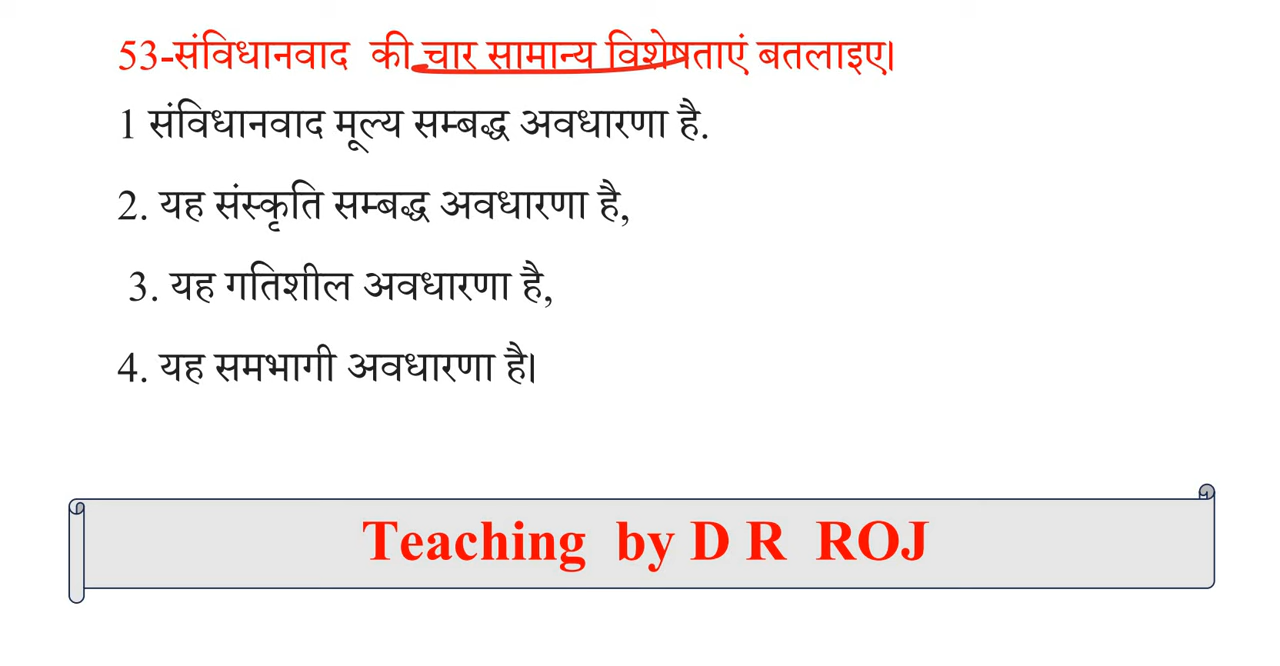 53-संविधानवाद की चार सामान्य विशेषताएं बतलाइए।
1 संविधानवाद मूल्य सम्बद्ध अवधारणा है.
2. यह संस्कृति सम्बद्ध अवधारणा है,
3. यह गतिशील अवधारणा है,
4. यह समभागी अवधारणा है।
Teaching by D R ROJ